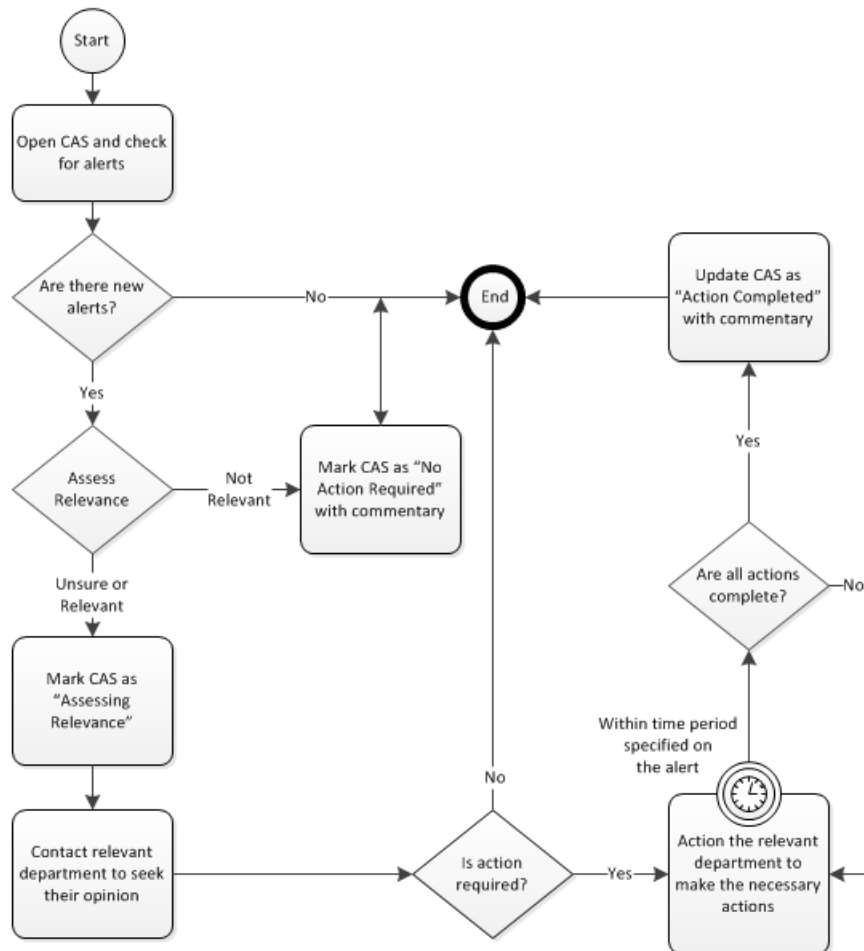 Start
Open CAS and check
for alerts
Are there new
alerts?
No
End
Update CAS as
“Action Completed”
with commentary
Yes
Assess
Relevance
Not
Relevant
Mark CAS as “No
Action Required”
with commentary
Yes
Are all actions
complete?
No
Unsure or
Relevant
Mark CAS as
“Assessing
Relevance”
Within time period
specified on
the alert
No
Contact relevant
department to seek
their opinion
Is action
required?
Yes
Action the relevant
department to
make the necessary
actions